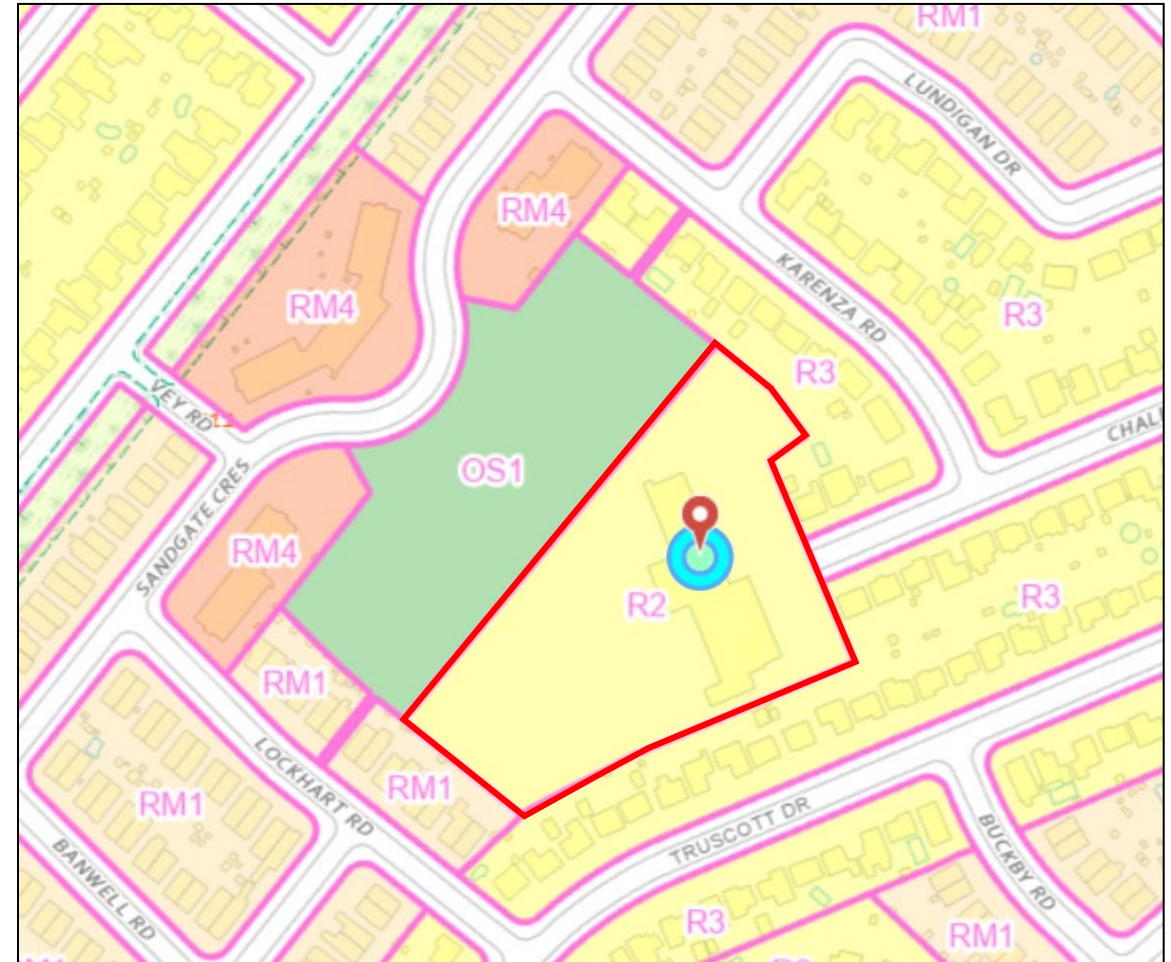 RM1
LUNDIGAN DR
RM4
RM4
KARENZA RD
R3
R3
VEY RD
CHAL
OS1
SANDGATE CRES
RM4
R2
R3
RM1
LOCKHART RD
RM1
RM1
TRUSCOTT DR
BUCKBY RD
BANWELL RD
R3
RM1